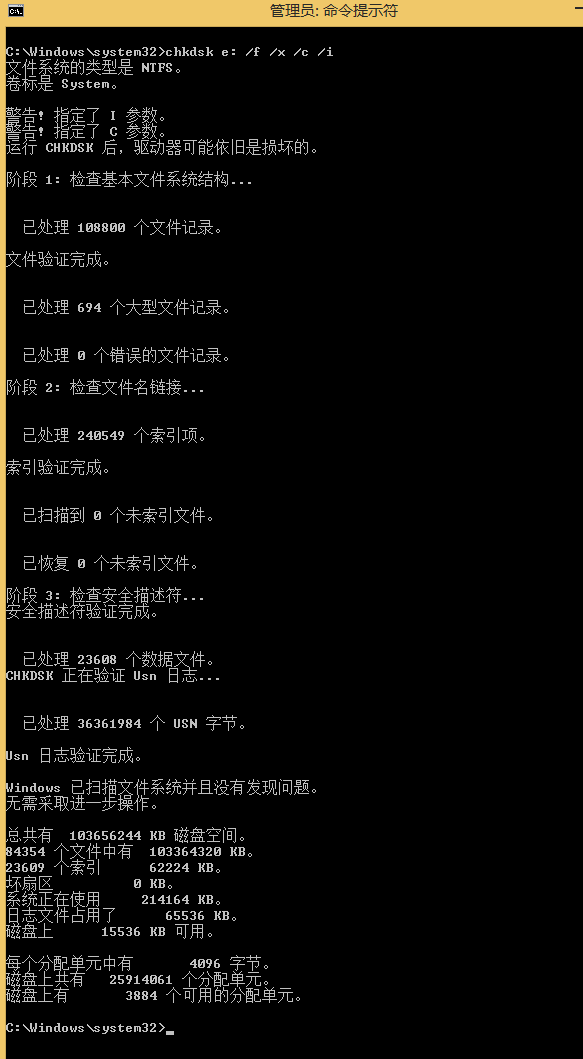 管理员: 命令提示符
C:\Windows\system32>chkdsk e: /f /x /c /i
文件系统的类型是 NTFS。
卷标是 System。
警告! 指定了 I 参数。
警告! 指定了 C 参数。
运行 CHKDSK 后，驱动器可能依旧是损坏的。
阶段 1: 检查基本文件系统结构...
已处理 108800 个文件记录。
文件验证完成。
已处理 694 个大型文件记录。
已处理 0 个错误的文件记录。
阶段 2: 检查文件名链接...
已处理 240549 个索引项。
索引验证完成。
已扫描到 0 个未索引文件。
已恢复 0 个未索引文件。
阶段 3: 检查安全描述符...
安全描述符验证完成。
已处理 23608 个数据文件。
CHKDSK 正在验证 Usn 日志...
已处理 36361984 个 USN 字节。
Usn 日志验证完成。
Windows 已扫描文件系统并且没有发现问题。
无需采取进一步操作。
总共有  103656244 KB 磁盘空间。
84354 个文件中有  103364320 KB。
23609 个索引      62224 KB。
坏扇区          0 KB。
系统正在使用     214164 KB。
日志文件占用了      65536 KB。
磁盘上      15536 KB 可用。
每个分配单元中有       4096 字节。
磁盘上共有   25914061 个分配单元。
磁盘上有       3884 个可用的分配单元。
C:\Windows\system32>_